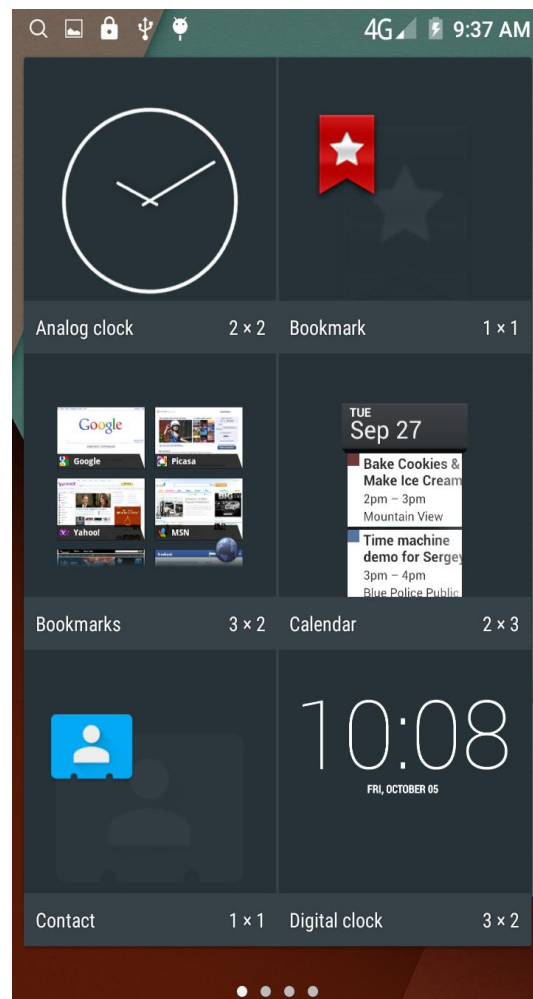 4G 9:37 AM
Analog clock 2 × 2
Bookmark 1 × 1
Google
Google
Picasa
Yahoo!
MSN
Bookmarks 3 × 2
TUE
Sep 27
Bake Cookies &
Make Ice Cream
2pm – 3pm
Mountain View
Time machine
demo for Sergey
3pm – 4pm
Blue Police Public
Calendar 2 × 3
Contact 1 × 1
10:08
FRI, OCTOBER 05
Digital clock 3 × 2